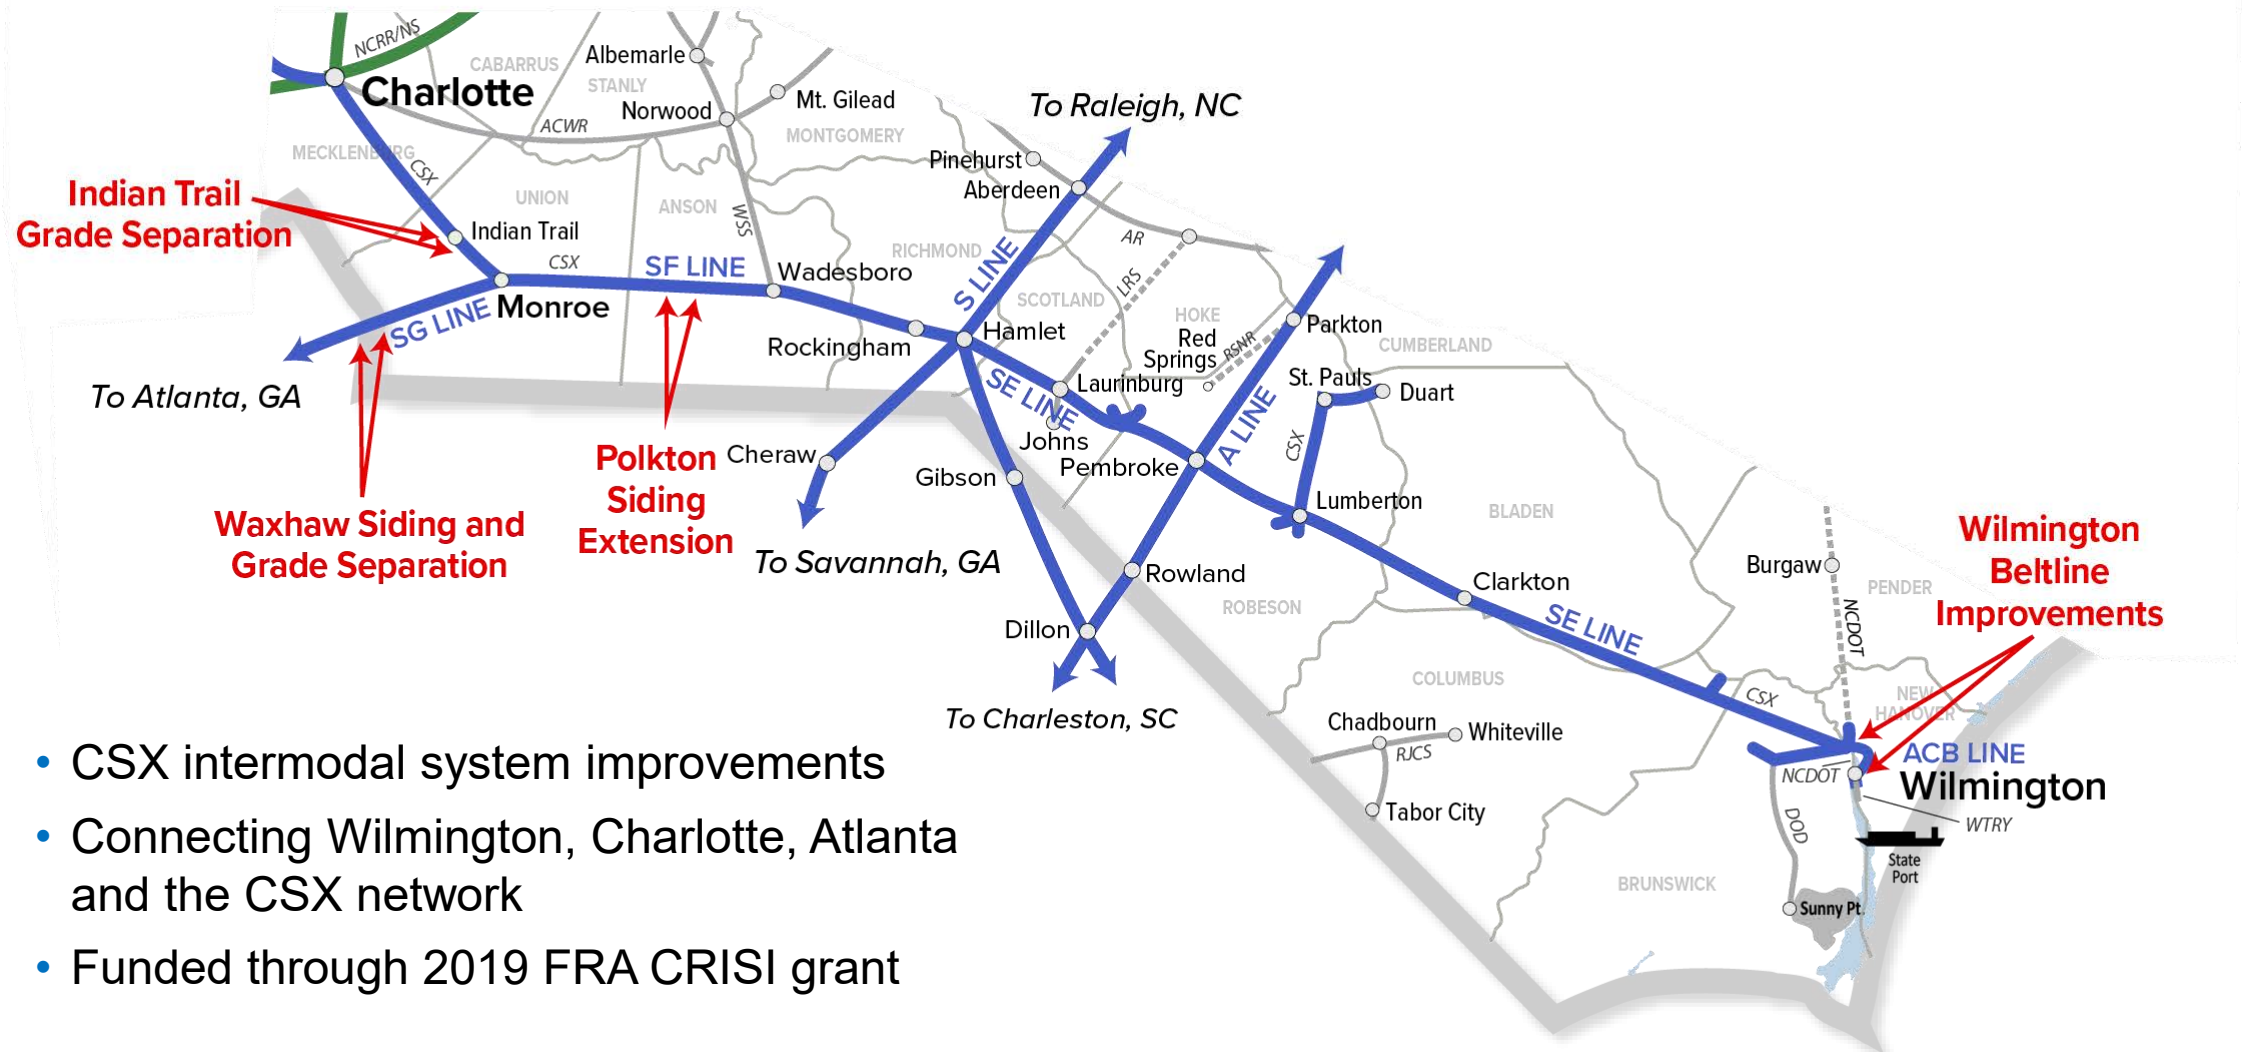 NCRR/NS
CABARRUS
Albemarle
STANLY
Charlotte
Norwood
Mt. Gilead
To Raleigh, NC
ACWR
MONTGOMERY
MECKLENBURG
CSX
Pinehurst
Aberdeen
Indian Trail
Grade Separation
UNION
ANSON
WSS
Indian Trail
CSX
SF LINE
Wadesboro
RICHMOND
S LINE
AR
LRS
SCOTLAND
HOKE
Monroe
SG LINE
Rockingham
Hamlet
Red
Springs
RSNR
Parkton
CUMBERLAND
To Atlanta, GA
SE LINE
Laurinburg
St. Pauls
Duart
A LINE
CSX
Johns
Pembroke
Polkton
Siding
Extension
Cheraw
Gibson
Lumberton
BLADEN
Waxhaw Siding and
Grade Separation
To Savannah, GA
Rowland
ROBESON
Clarkton
SE LINE
Burgaw
PENDER
NCDOT
Wilmington
Beltline
Improvements
Dillon
To Charleston, SC
COLUMBUS
CSX
NEW
HANOVER
Chadbourn
Whiteville
RJCS
Tabor City
ACB LINE
NCDOT
Wilmington
DOD
WTRY
State
Port
BRUNSWICK
Sunny Pt.
• CSX intermodal system improvements
• Connecting Wilmington, Charlotte, Atlanta
and the CSX network
• Funded through 2019 FRA CRISI grant